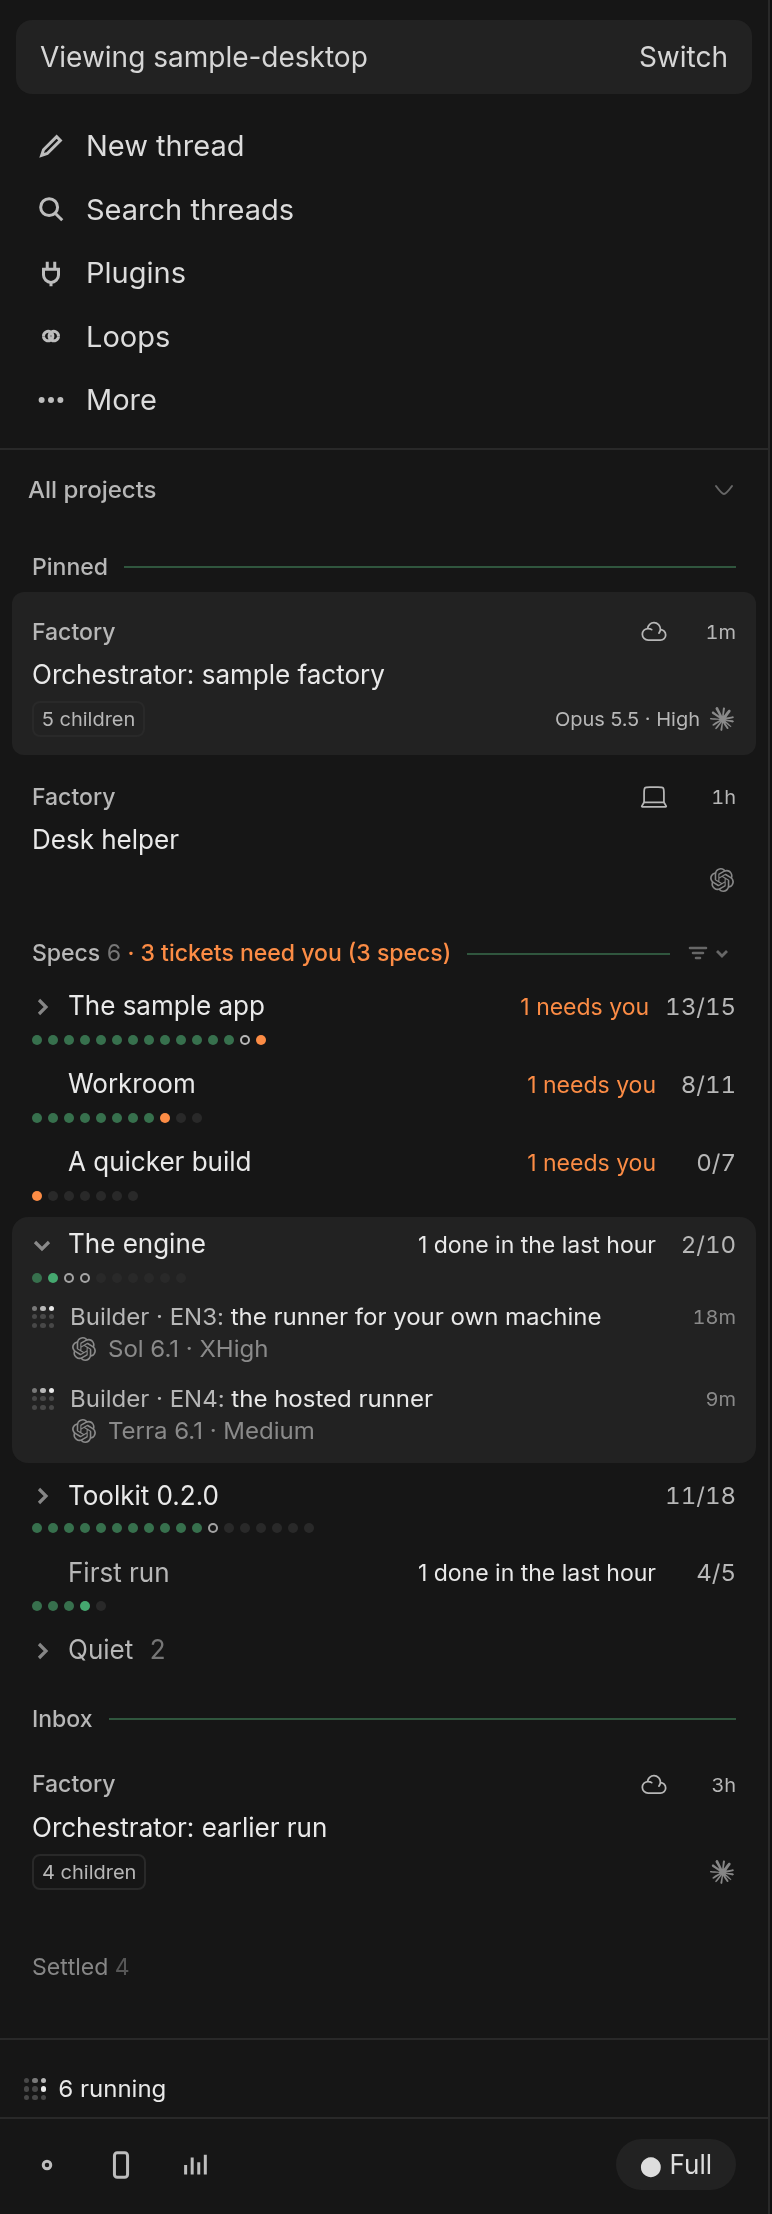 Viewing sample-desktop Switch
New thread
Search threads
Plugins
Loops
More
All projects
Pinned
Factory 1m
Orchestrator: sample factory
5 children Opus 5.5 · High
Factory 1h
Desk helper
Specs 6 · 3 tickets need you (3 specs)
The sample app 1 needs you 13/15
Workroom 1 needs you 8/11
A quicker build 1 needs you 0/7
The engine 1 done in the last hour 2/10
Builder · EN3: the runner for your own machine 18m
Sol 6.1 · XHigh
Builder · EN4: the hosted runner 9m
Terra 6.1 · Medium
Toolkit 0.2.0 11/18
First run 1 done in the last hour 4/5
Quiet 2
Inbox
Factory 3h
Orchestrator: earlier run
4 children
Settled 4
6 running
Full